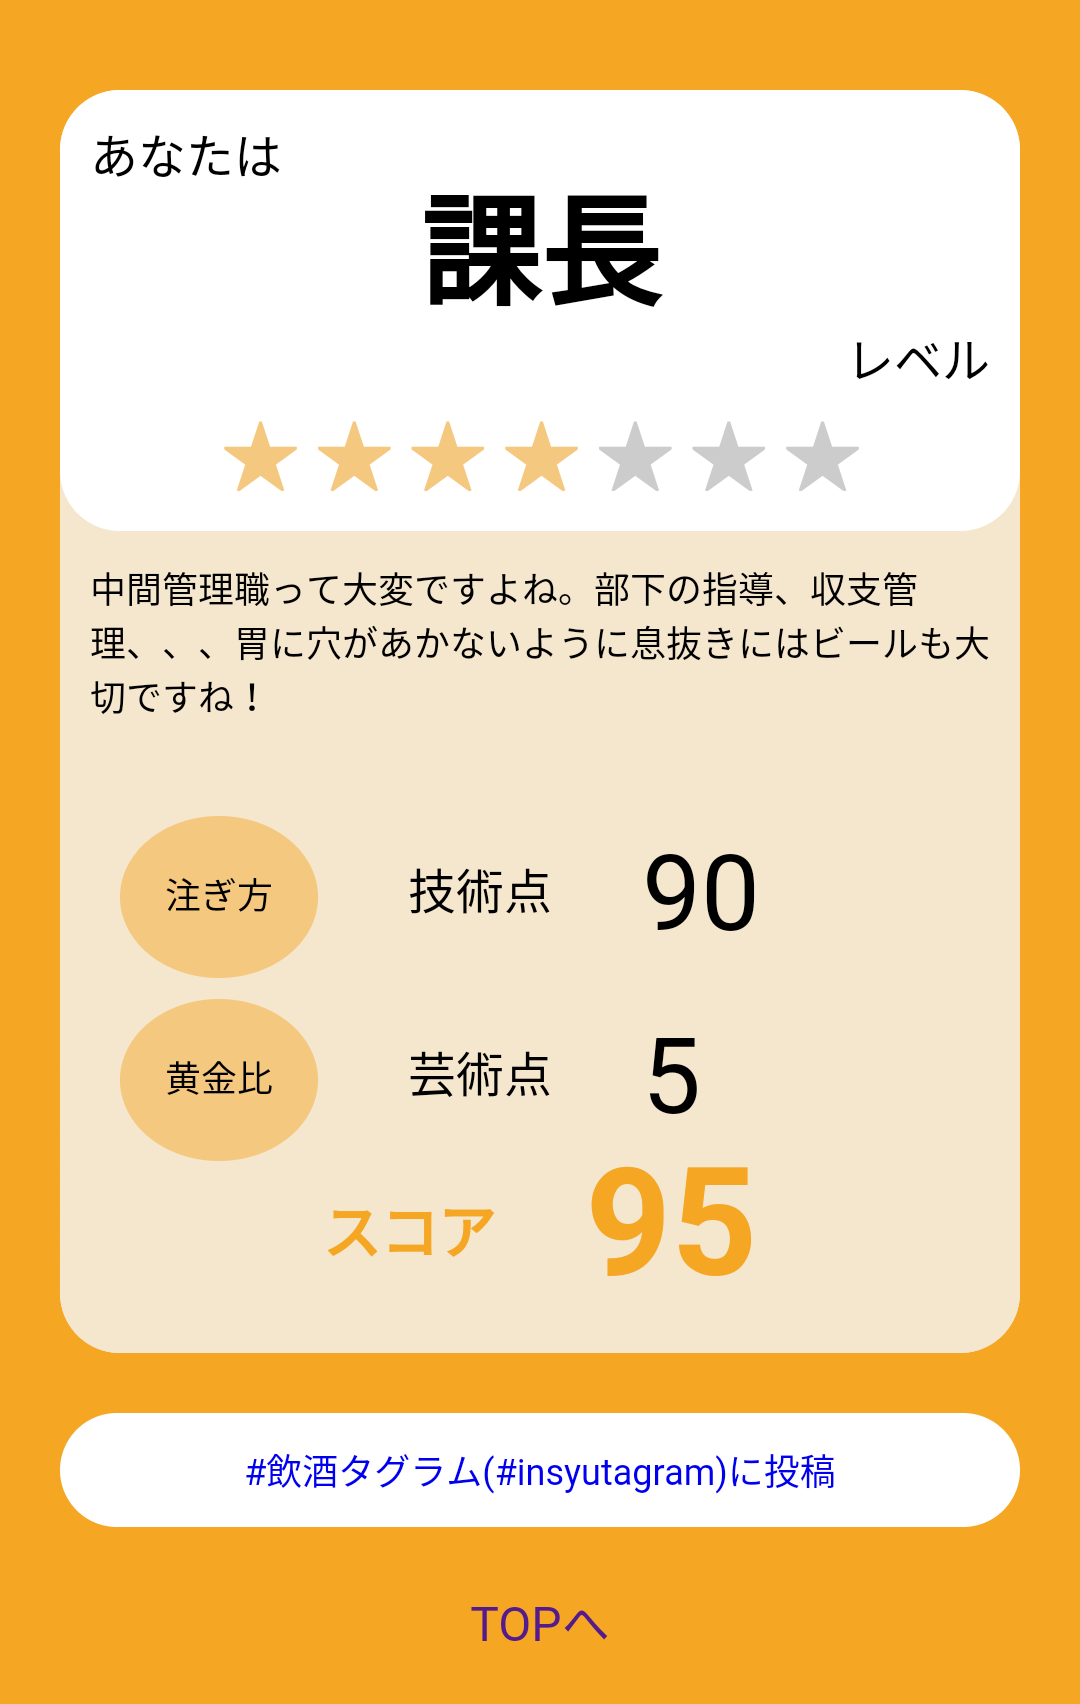 あなたは
課長
レベル
中間管理職って大変ですよね。部下の指導、収支管
理、、、胃に穴があかないように息抜きにはビールも大
切ですね！
注ぎ方 技術点 90
黄金比 芸術点 5
スコア 95
#飲酒タグラム(#insyutagram)に投稿
TOPへ